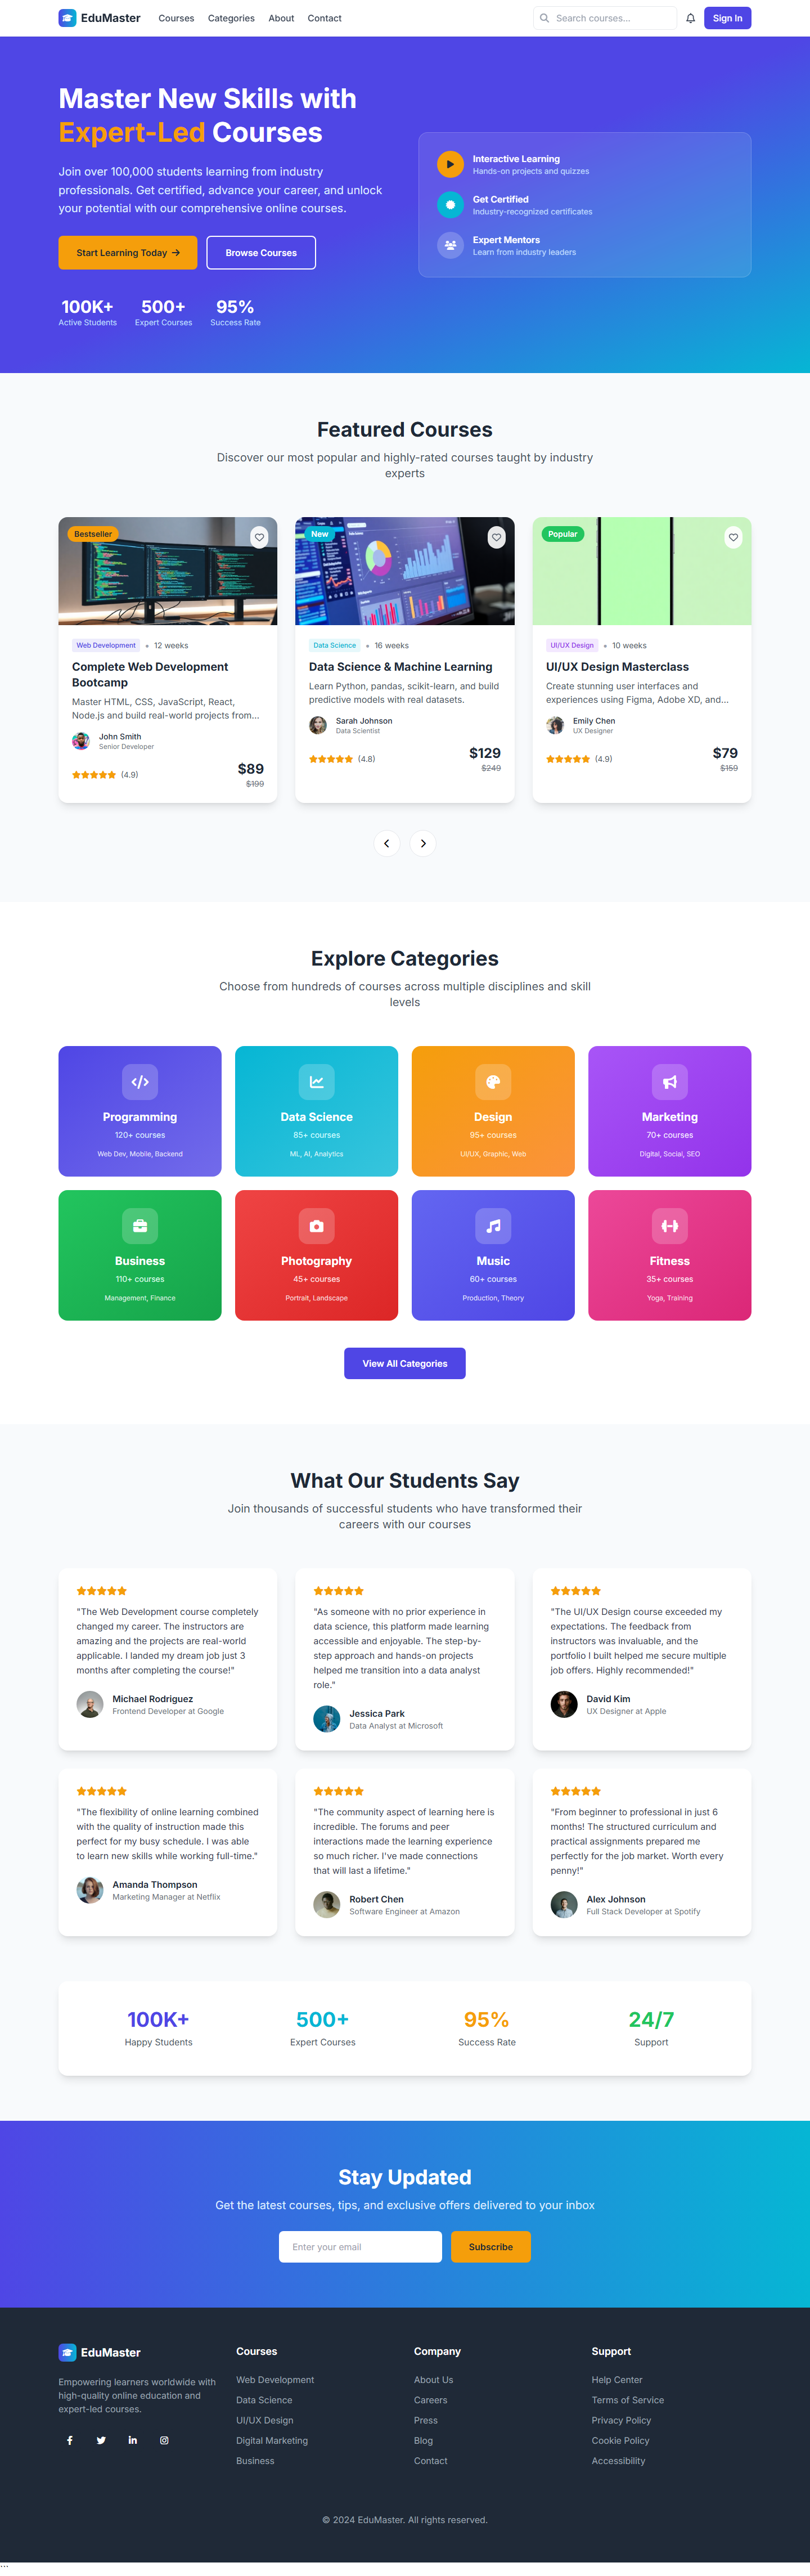 EduMaster
Courses
Categories
About
Contact
Search courses...
Sign In
Master New Skills with
Expert-Led Courses
Join over 100,000 students learning from industry
professionals. Get certified, advance your career, and unlock
your potential with our comprehensive online courses.
Start Learning Today
Browse Courses
100K+
Active Students
500+
Expert Courses
95%
Success Rate
Interactive Learning
Hands-on projects and quizzes
Get Certified
Industry-recognized certificates
Expert Mentors
Learn from industry leaders
Featured Courses
Discover our most popular and highly-rated courses taught by industry
experts
Bestseller
Web Development • 12 weeks
Complete Web Development
Bootcamp
Master HTML, CSS, JavaScript, React,
Node.js and build real-world projects from...
John Smith
Senior Developer
(4.9)
$89
$199
New
Data Science • 16 weeks
Data Science & Machine Learning
Learn Python, pandas, scikit-learn, and build
predictive models with real datasets.
Sarah Johnson
Data Scientist
(4.8)
$129
$249
Popular
UI/UX Design • 10 weeks
UI/UX Design Masterclass
Create stunning user interfaces and
experiences using Figma, Adobe XD, and...
Emily Chen
UX Designer
(4.9)
$79
$159
Explore Categories
Choose from hundreds of courses across multiple disciplines and skill
levels
Programming
120+ courses
Web Dev, Mobile, Backend
Data Science
85+ courses
ML, AI, Analytics
Design
95+ courses
UI/UX, Graphic, Web
Marketing
70+ courses
Digital, Social, SEO
Business
110+ courses
Management, Finance
Photography
45+ courses
Portrait, Landscape
Music
60+ courses
Production, Theory
Fitness
35+ courses
Yoga, Training
View All Categories
What Our Students Say
Join thousands of successful students who have transformed their
careers with our courses
"The Web Development course completely
changed my career. The instructors are
amazing and the projects are real-world
applicable. I landed my dream job just 3
months after completing the course!"
Michael Rodriguez
Frontend Developer at Google
"As someone with no prior experience in
data science, this platform made learning
accessible and enjoyable. The step-by-
step approach and hands-on projects
helped me transition into a data analyst
role."
Jessica Park
Data Analyst at Microsoft
"The UI/UX Design course exceeded my
expectations. The feedback from
instructors was invaluable, and the
portfolio I built helped me secure multiple
job offers. Highly recommended!"
David Kim
UX Designer at Apple
"The flexibility of online learning combined
with the quality of instruction made this
perfect for my busy schedule. I was able
to learn new skills while working full-time."
Amanda Thompson
Marketing Manager at Netflix
"The community aspect of learning here is
incredible. The forums and peer
interactions made the learning experience
so much richer. I've made connections
that will last a lifetime."
Robert Chen
Software Engineer at Amazon
"From beginner to professional in just 6
months! The structured curriculum and
practical assignments prepared me
perfectly for the job market. Worth every
penny!"
Alex Johnson
Full Stack Developer at Spotify
100K+
Happy Students
500+
Expert Courses
95%
Success Rate
24/7
Support
Stay Updated
Get the latest courses, tips, and exclusive offers delivered to your inbox
Enter your email
Subscribe
EduMaster
Empowering learners worldwide with
high-quality online education and
expert-led courses.
Courses
Web Development
Data Science
UI/UX Design
Digital Marketing
Business
Company
About Us
Careers
Press
Blog
Contact
Support
Help Center
Terms of Service
Privacy Policy
Cookie Policy
Accessibility
© 2024 EduMaster. All rights reserved.
```